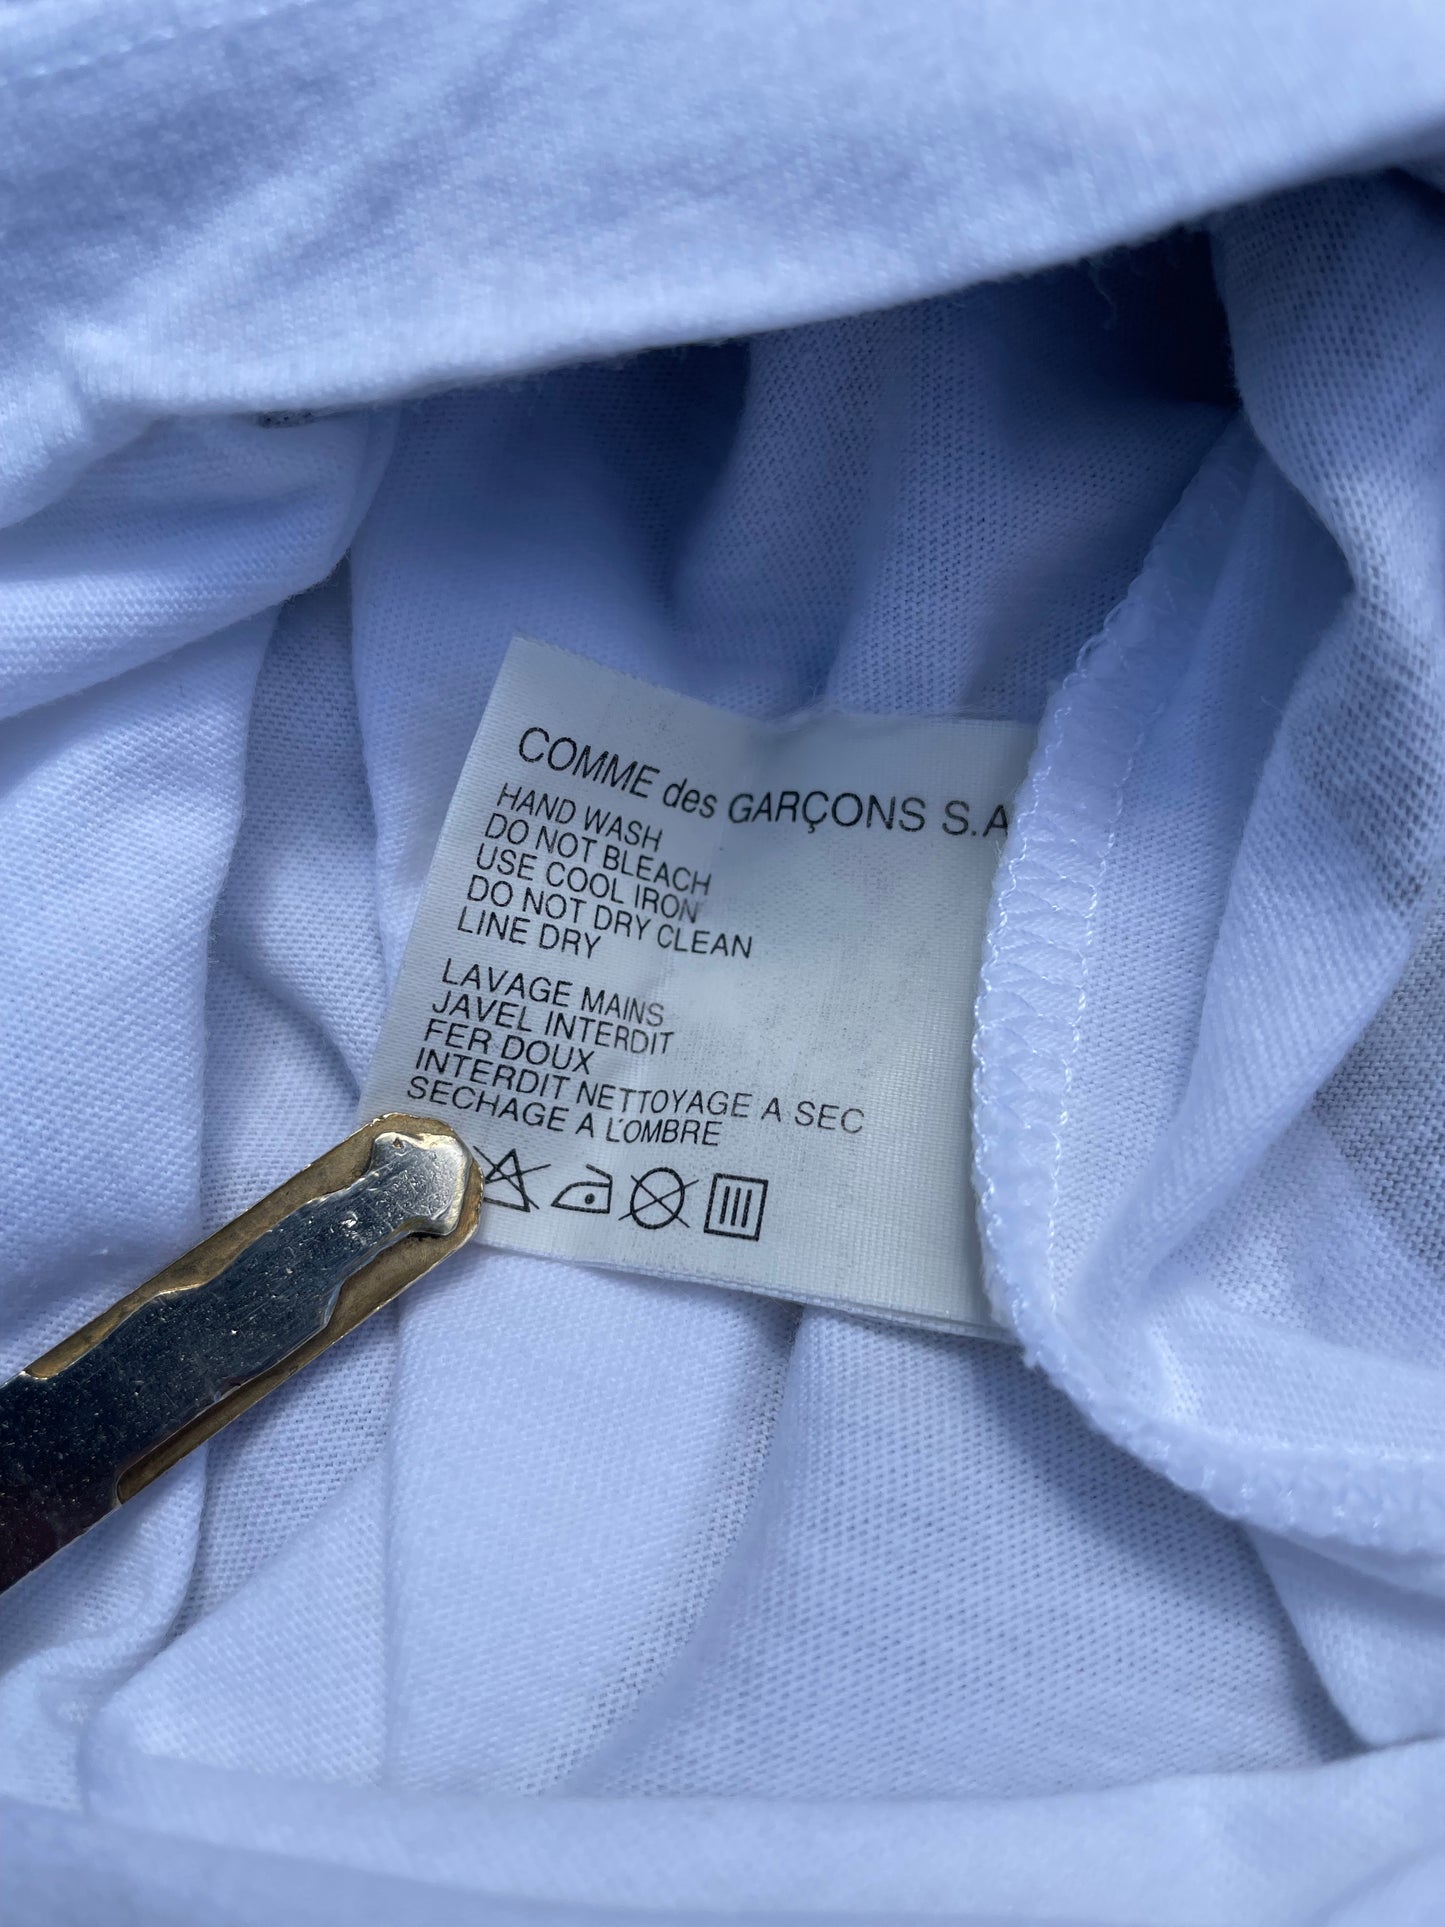 COMME des GARÇONS S.A
HAND WASH
DO NOT BLEACH
USE COOL IRON
DO NOT DRY CLEAN
LINE DRY
LAVAGE MAINS
JAVEL INTERDIT
FER DOUX
INTERDIT NETTOYAGE A SEC
SECHAGE A L'OMBRE